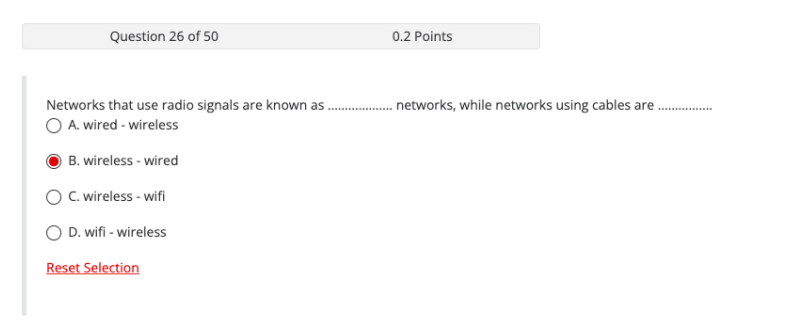 Question 26 of 50 0.2 Points
Networks that use radio signals are known as ................... networks, while networks using cables are ................
A. wired - wireless
B. wireless - wired
C. wireless - wifi
D. wifi - wireless
Reset Selection